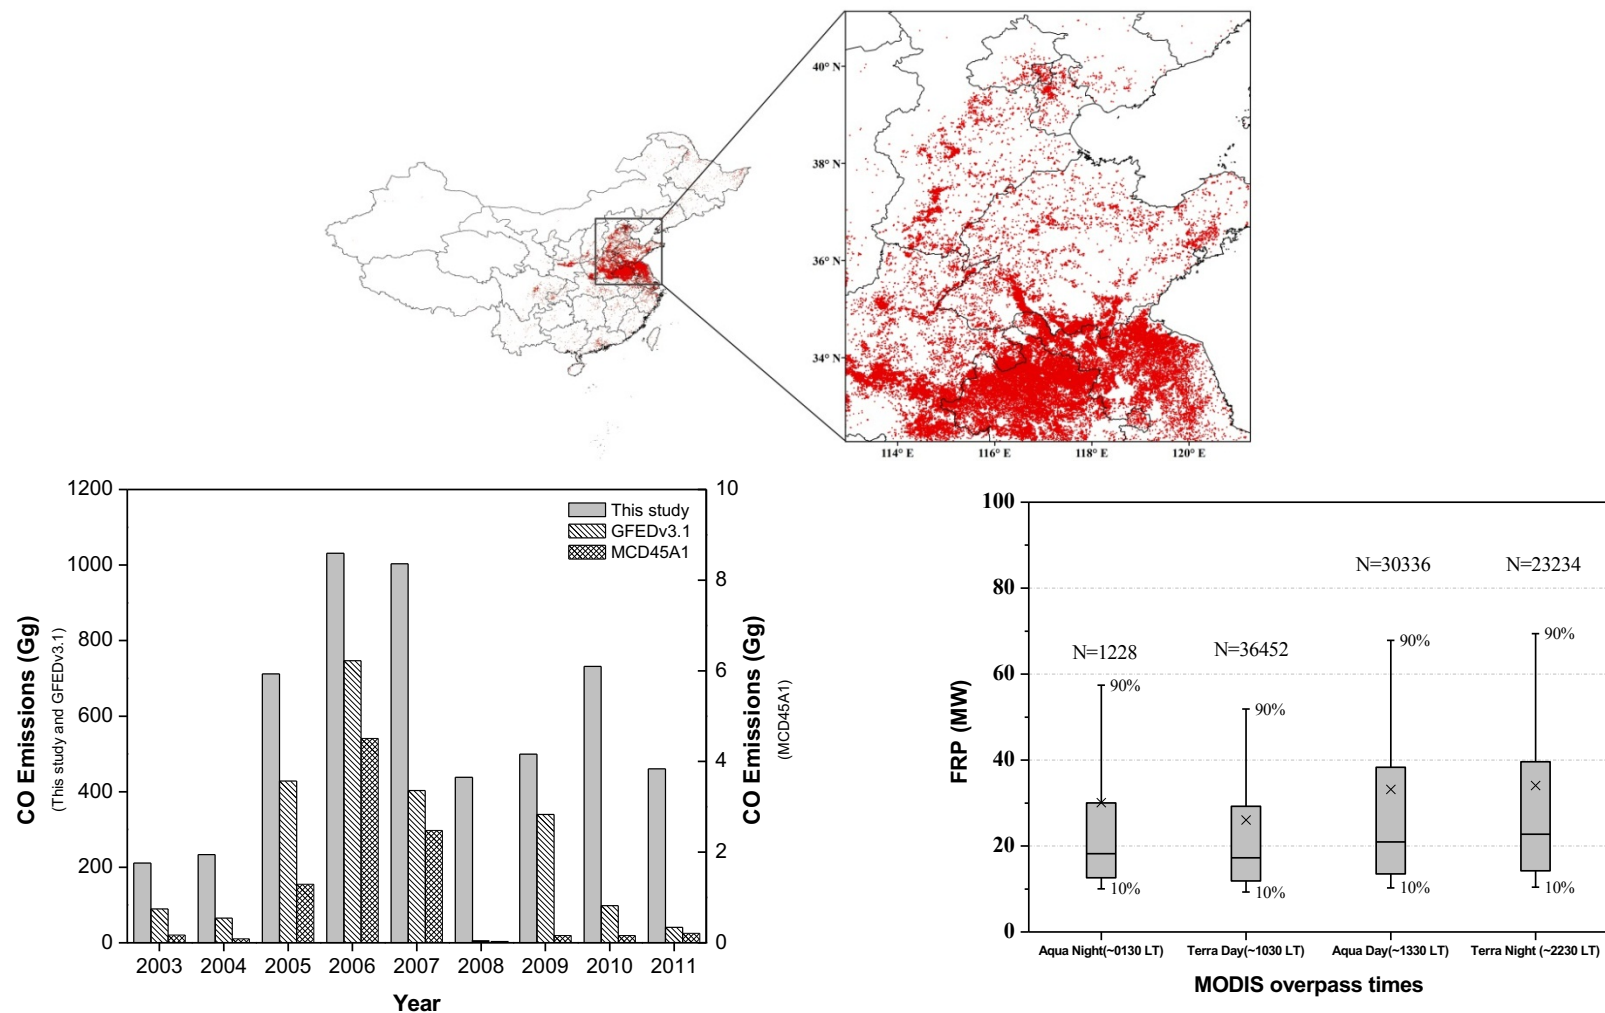 40° N
38° N
36° N
34° N
114° E
116° E
118° E
120° E
1200
1000
800
600
400
200
0
10
8
6
4
2
0
This study
GFEDv3.1
MCD45A1
CO Emissions (Gg)
(This study and GFEDv3.1)
CO Emissions (Gg)
(MCD45A1)
2003 2004 2005 2006 2007 2008 2009 2010 2011
Year
100
80
60
40
20
0
FRP (MW)
N=1228
N=36452
N=30336
N=23234
90%
90%
90%
90%
10%
10%
10%
10%
Aqua Night(~0130 LT)
Terra Day(~1030 LT)
Aqua Day(~1330 LT)
Terra Night (~2230 LT)
MODIS overpass times